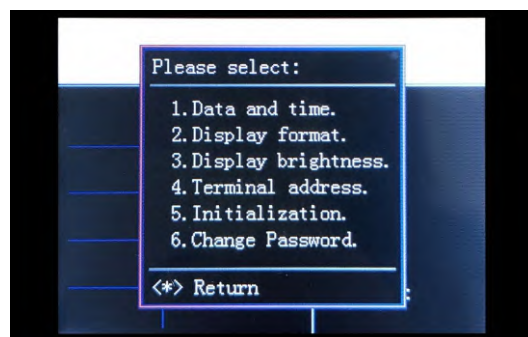 Please select:
1.Data and time.
2.Display format.
3.Display brightness.
4.Terminal address.
5.Initialization.
6.Change Password.
<*> Return
: